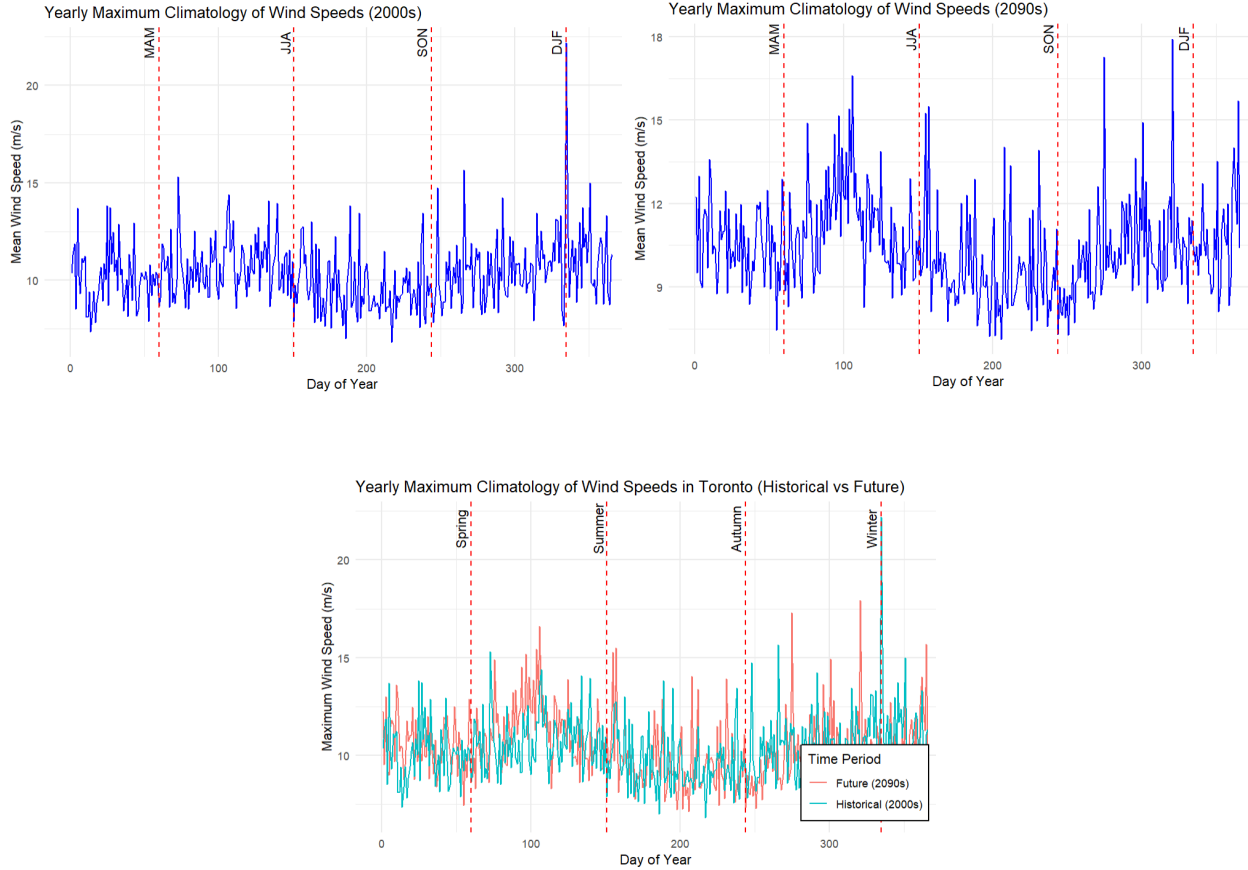 Yearly Maximum Climatology of Wind Speeds (2000s)
MAM
JJA
SON
DJF
20
15
10
Mean Wind Speed (m/s)
0
100
200
300
Day of Year
Yearly Maximum Climatology of Wind Speeds (2090s)
MAM
JJA
SON
DJF
18
15
12
9
Mean Wind Speed (m/s)
0
100
200
300
Day of Year
Yearly Maximum Climatology of Wind Speeds in Toronto (Historical vs Future)
Spring
Summer
Autumn
Winter
20
15
10
Maximum Wind Speed (m/s)
Time Period
Future (2090s)
Historical (2000s)
0
100
200
300
Day of Year